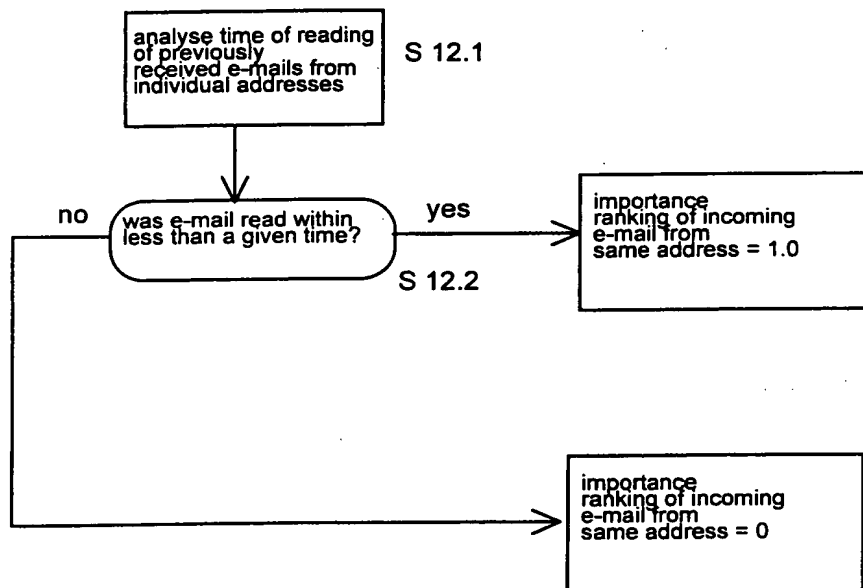 analyse time of reading
of previously
received e-mails from
individual addresses
S 12.1
no
was e-mail read within
less than a given time?
yes
S 12.2
importance
ranking of incoming
e-mail from
same address = 1.0
importance
ranking of incoming
e-mail from
same address = 0